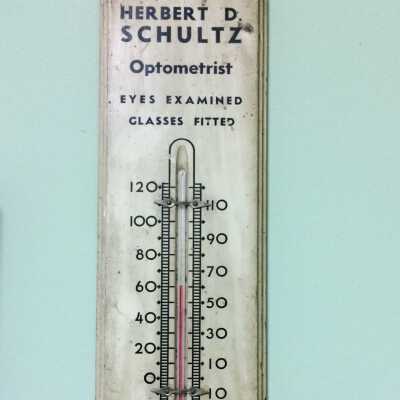 HERBERT D.
SCHULTZ
Optometrist
EYES EXAMINED
GLASSES FITTED
120
110
100
90
80
70
60
50
40
30
20
10
0
10